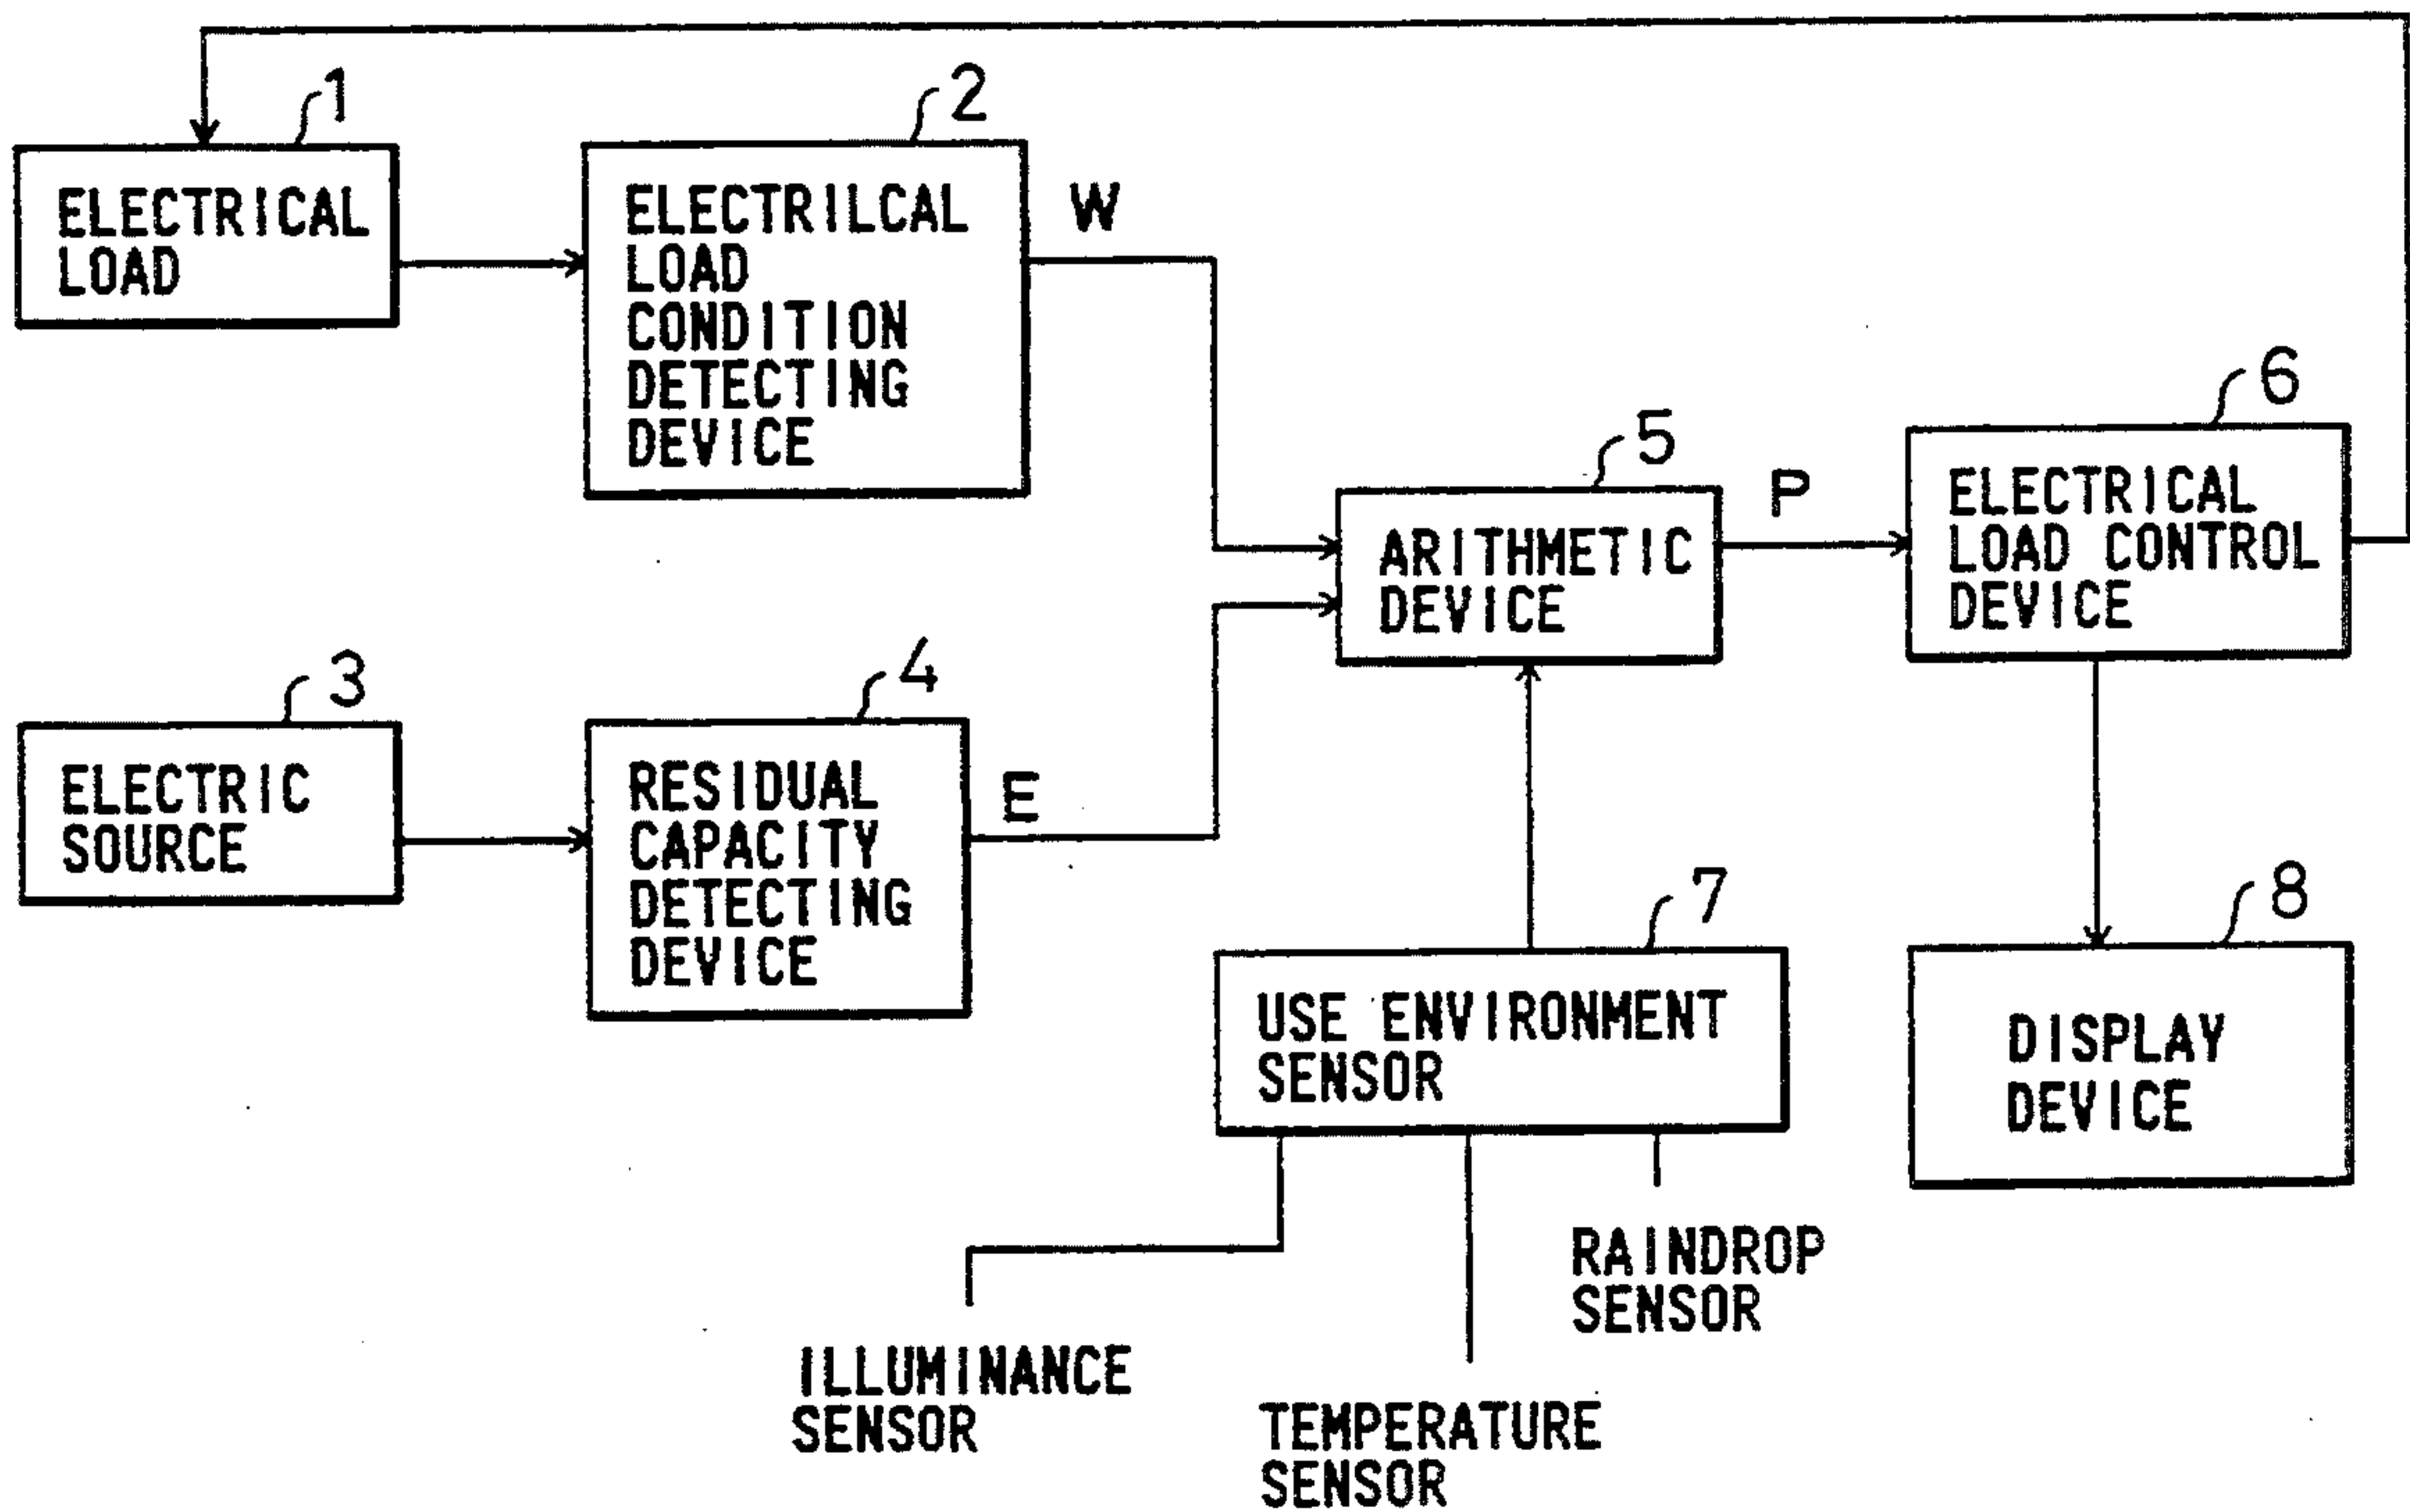 1
ELECTRICAL
LOAD
2
ELECTRILCAL
LOAD
CONDITION
DETECTING
DEVICE
W
3
ELECTRIC
SOURCE
4
RESIDUAL
CAPACITY
DETECTING
DEVICE
E
5
ARITHMETIC
DEVICE
P
6
ELECTRICAL
LOAD CONTROL
DEVICE
7
USE ENVIRONMENT
SENSOR
8
DISPLAY
DEVICE
ILLUMINANCE
SENSOR
TEMPERATURE
SENSOR
RAINDROP
SENSOR